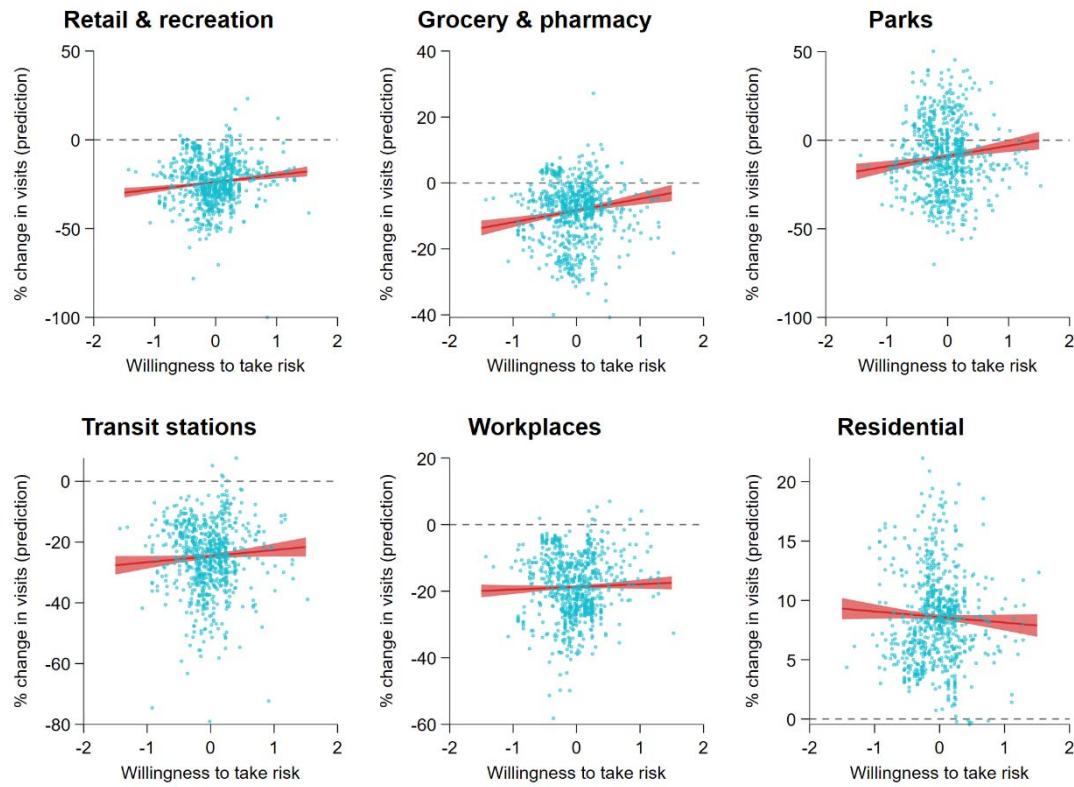 Retail & recreation
% change in visits (prediction)
50
0
-50
-100
-2 -1 0 1 2
Willingness to take risk
Grocery & pharmacy
% change in visits (prediction)
40
20
0
-20
-40
-2 -1 0 1 2
Willingness to take risk
Parks
% change in visits (prediction)
50
0
-50
-100
-2 -1 0 1 2
Willingness to take risk
Transit stations
% change in visits (prediction)
0
-20
-40
-60
-80
-2 -1 0 1 2
Willingness to take risk
Workplaces
% change in visits (prediction)
20
0
-20
-40
-60
-2 -1 0 1 2
Willingness to take risk
Residential
% change in visits (prediction)
20
15
10
5
0
-2 -1 0 1 2
Willingness to take risk